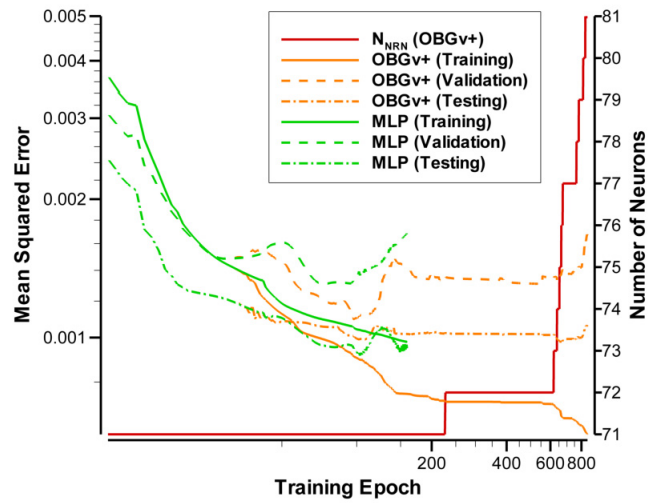 0.005
0.004
0.003
0.002
0.001
Mean Squared Error
N_NRN (OBGv+)
OBGv+ (Training)
OBGv+ (Validation)
OBGv+ (Testing)
MLP (Training)
MLP (Validation)
MLP (Testing)
81
80
79
78
77
76
75
74
73
72
71
Number of Neurons
200 400 600 800
Training Epoch